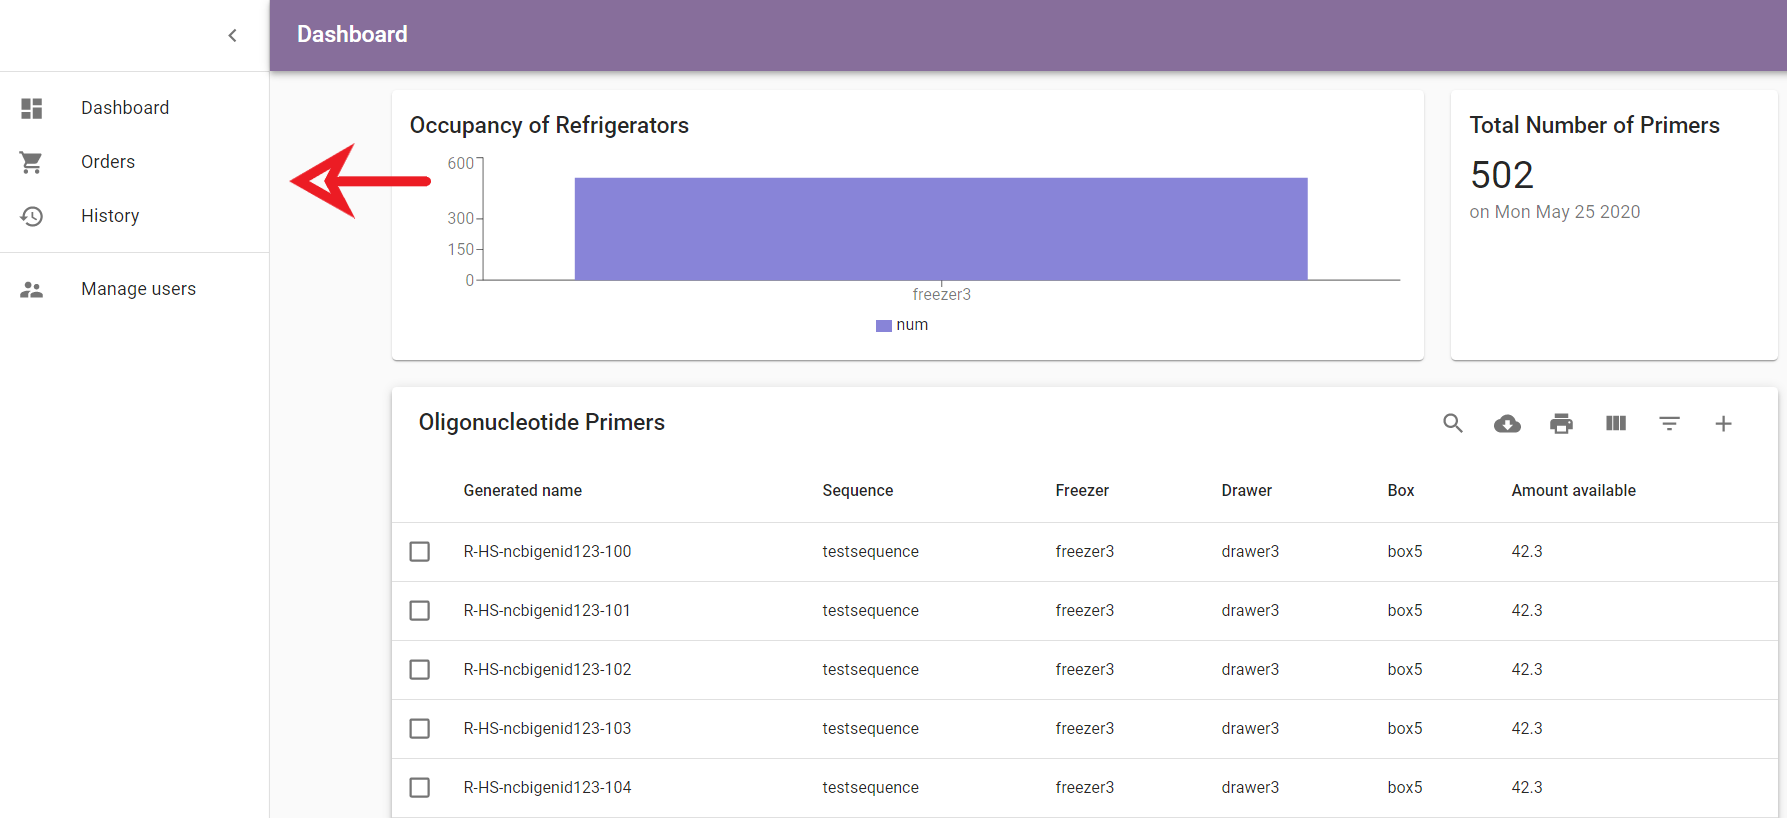 Dashboard
Dashboard
Orders
History
Manage users
Occupancy of Refrigerators
600
300
150
0
freezer3
num
Total Number of Primers
502
on Mon May 25 2020
Oligonucleotide Primers
Generated name Sequence Freezer Drawer Box Amount available
R-HS-ncbigenid123-100 testsequence freezer3 drawer3 box5 42.3
R-HS-ncbigenid123-101 testsequence freezer3 drawer3 box5 42.3
R-HS-ncbigenid123-102 testsequence freezer3 drawer3 box5 42.3
R-HS-ncbigenid123-103 testsequence freezer3 drawer3 box5 42.3
R-HS-ncbigenid123-104 testsequence freezer3 drawer3 box5 42.3